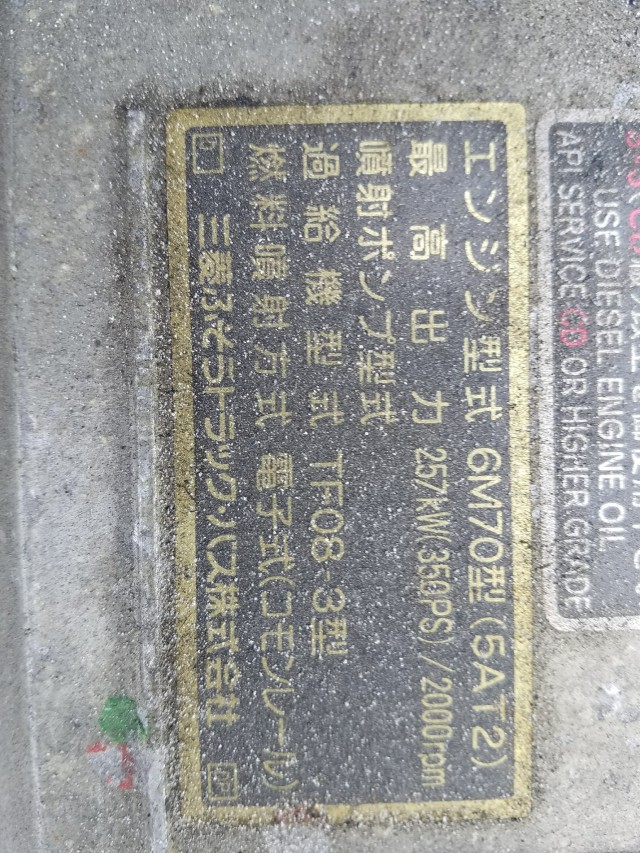 エンジン型式 6M70型(5AT2)
最高出力 257kW(350PS)/2000rpm
噴射ポンプ型式
過給機型式 TF08-3型
燃料噴射方式 電子式(コモンレール)
三菱ふそうトラック・バス株式会社
USE DIESEL ENGINE OIL
API SERVICE CD OR HIGHER GRADE